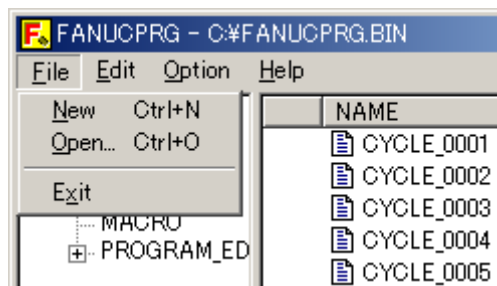 FANUCPRG - C:¥FANUCPRG.BIN
File Edit Option Help
New Ctrl+N
Open... Ctrl+O
Exit
MACRO
PROGRAM_ED
NAME
CYCLE_0001
CYCLE_0002
CYCLE_0003
CYCLE_0004
CYCLE_0005